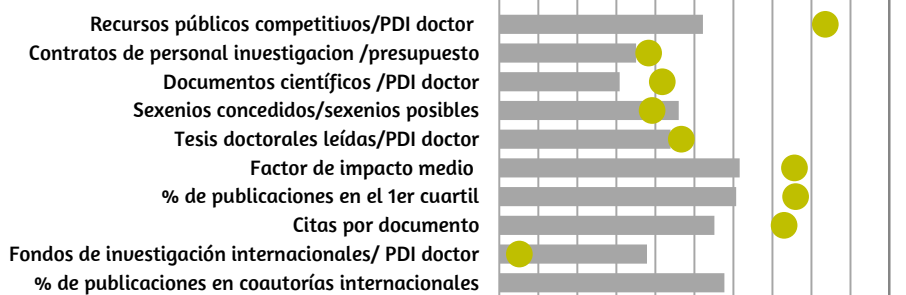 Recursos públicos competitivos/PDI doctor
Contratos de personal investigacion /presupuesto
Documentos científicos /PDI doctor
Sexenios concedidos/sexenios posibles
Tesis doctorales leídas/PDI doctor
Factor de impacto medio
% de publicaciones en el 1er cuartil
Citas por documento
Fondos de investigación internacionales/ PDI doctor
% de publicaciones en coautorías internacionales